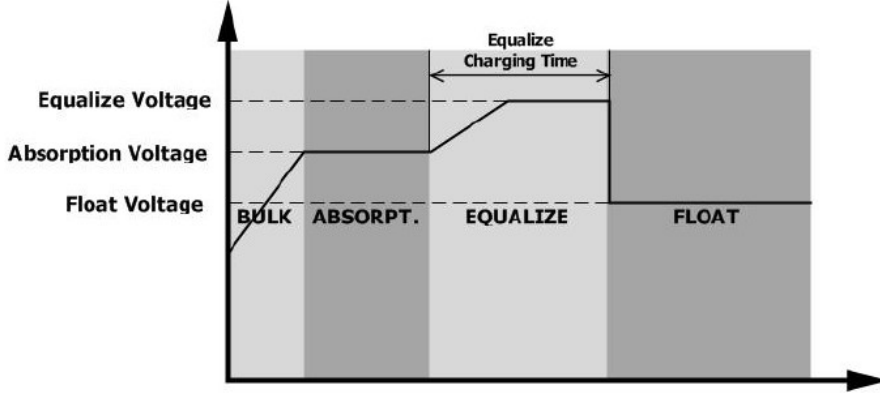 Equalize
Charging Time
Equalize Voltage
Absorption Voltage
Float Voltage
BULK ABSORPT. EQUALIZE FLOAT